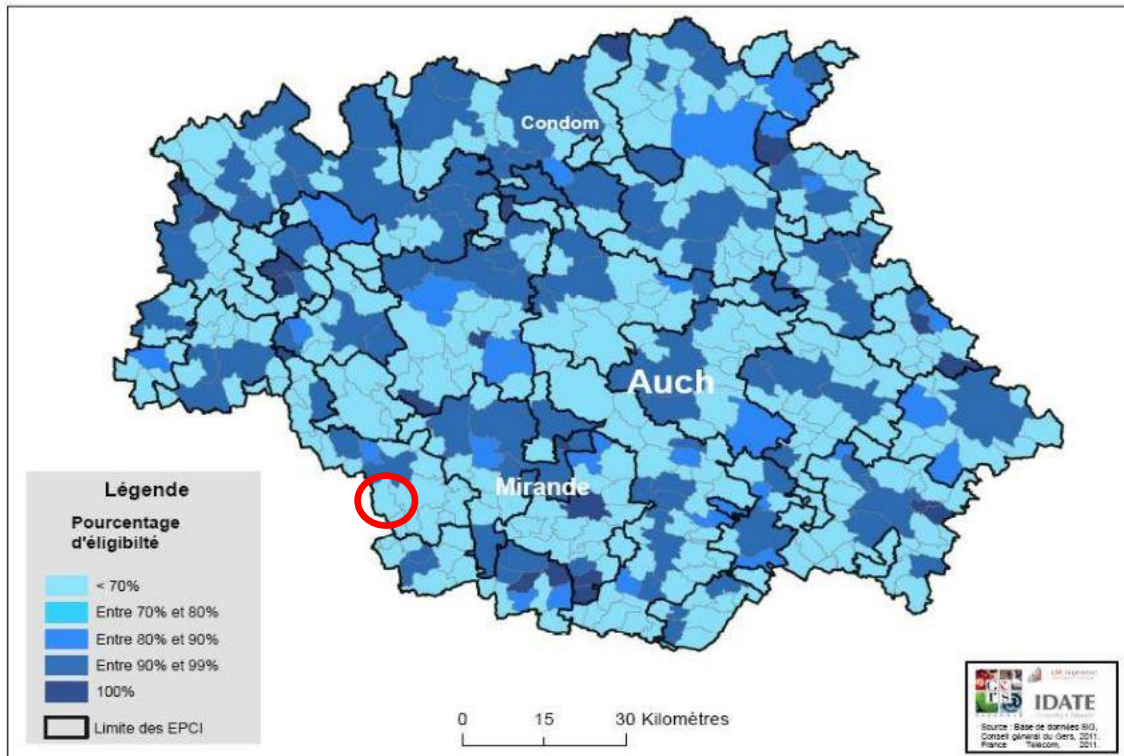 Condom
Auch
Mirande
Légende
Pourcentage
d'éligibilté
< 70%
Entre 70% et 80%
Entre 80% et 90%
Entre 90% et 99%
100%
Limite des EPCI
0 15 30 Kilomètres
IDATE
Source : Base de données SIG,
Conseil général du Gers, 2011.
France Télécom, 2011.